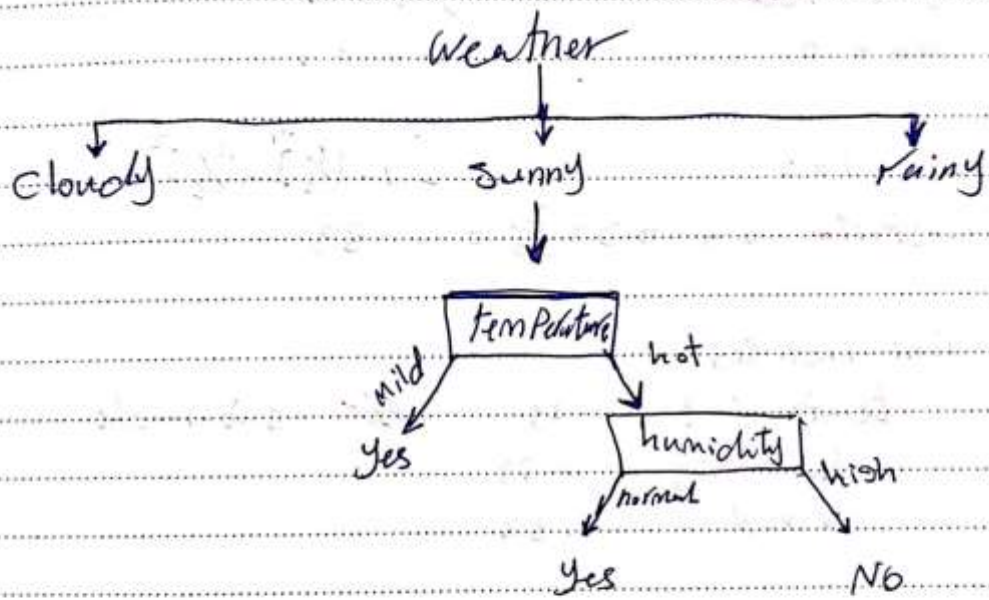 Weather
Cloudy Sunny rainy
temperature
mild hot
humidity
Yes
normal high
Yes No